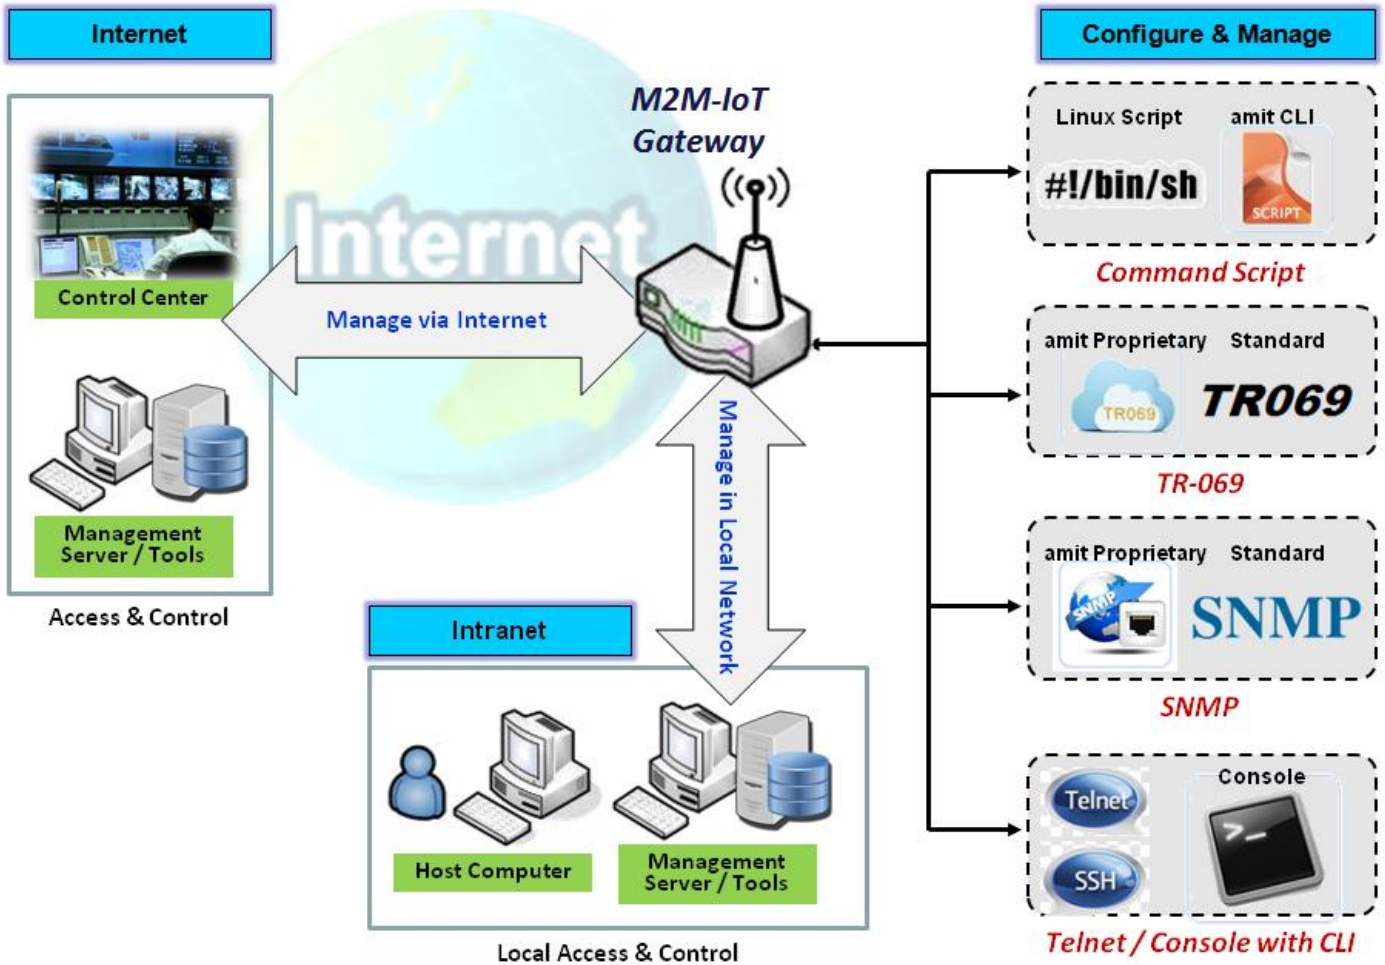 Internet
Configure & Manage
M2M-IoT
Gateway
Internet
Control Center
Manage via Internet
Management
Server / Tools
Access & Control
Manage in Local Network
Intranet
Host Computer
Management
Server / Tools
Local Access & Control
Linux Script
amit CLI
#!/bin/sh
SCRIPT
Command Script
amit Proprietary
Standard
TR069
TR069
TR-069
amit Proprietary
Standard
SNMP
SNMP
SNMP
Telnet
Console
>_
SSH
Telnet / Console with CLI